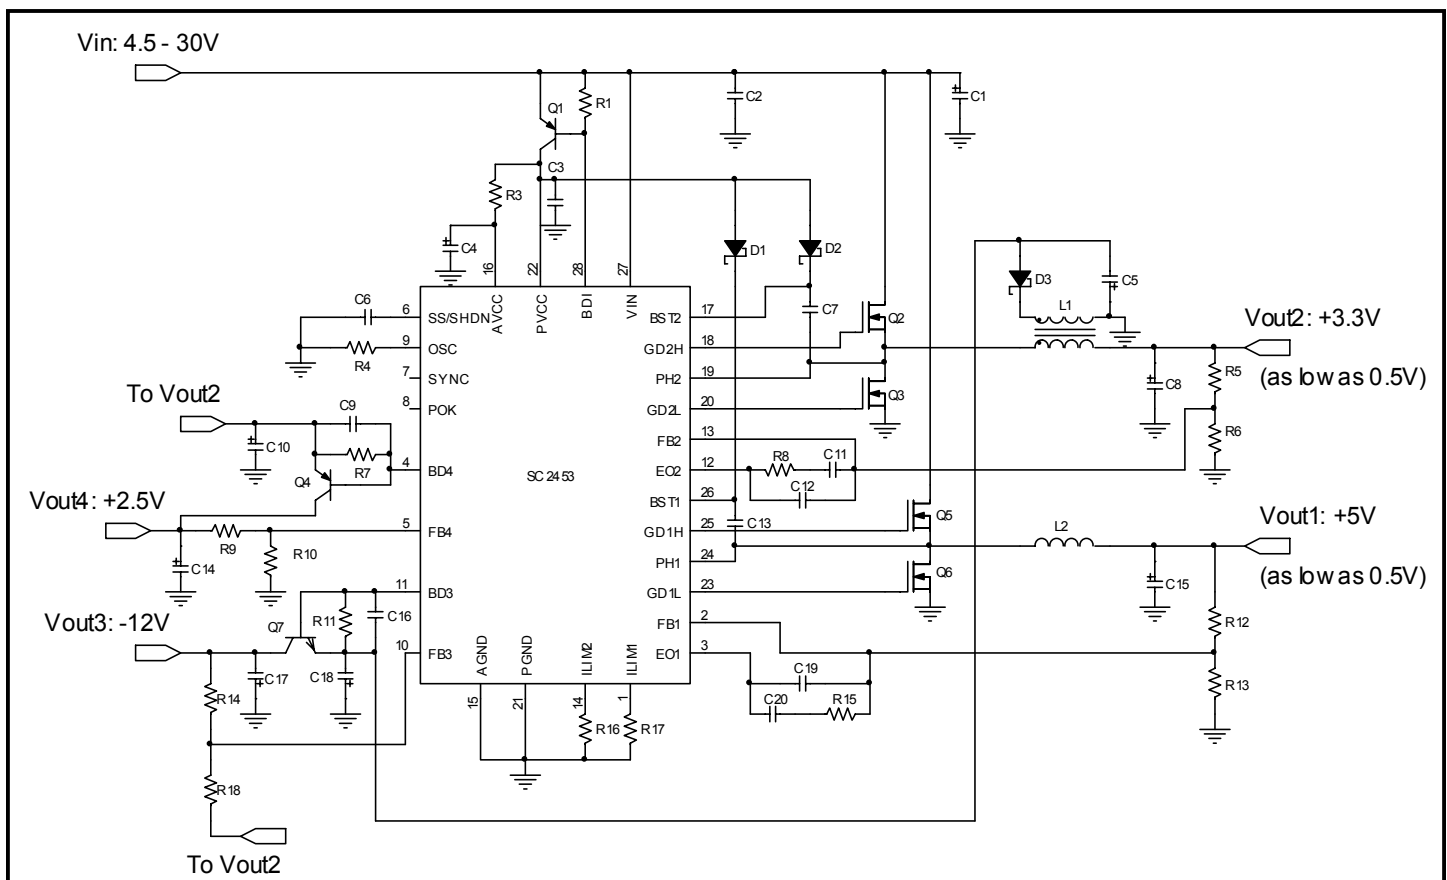 Vin: 4.5 - 30V
Q1
R1
C2
C1
C3
R3
C4
D1
D2
D3
C5
16
22
28
27
AVCC
PVCC
BDI
VIN
C6
6
SS/SHDN
BST2
17
C7
Q2
L1
Vout2: +3.3V
R4
9
OSC
GD2H
18
7
SYNC
PH2
19
C8
R5
(as low as 0.5V)
To Vout2
C9
8
POK
GD2L
20
Q3
C10
R7
FB2
13
R6
Q4
4
BD4
SC2453
EO2
12
R8
C11
C12
Vout4: +2.5V
BST1
26
Q5
R9
5
FB4
GD1H
25
C13
L2
Vout1: +5V
R10
C14
PH1
24
Q6
C15
(as low as 0.5V)
11
BD3
GD1L
23
R11
C16
Vout3: -12V
Q7
FB1
2
R12
10
FB3
EO1
3
AGND
PGND
ILIM2
ILIM1
C17
C18
C19
R14
R13
C20
R15
15
21
14
1
R16
R17
R18
To Vout2